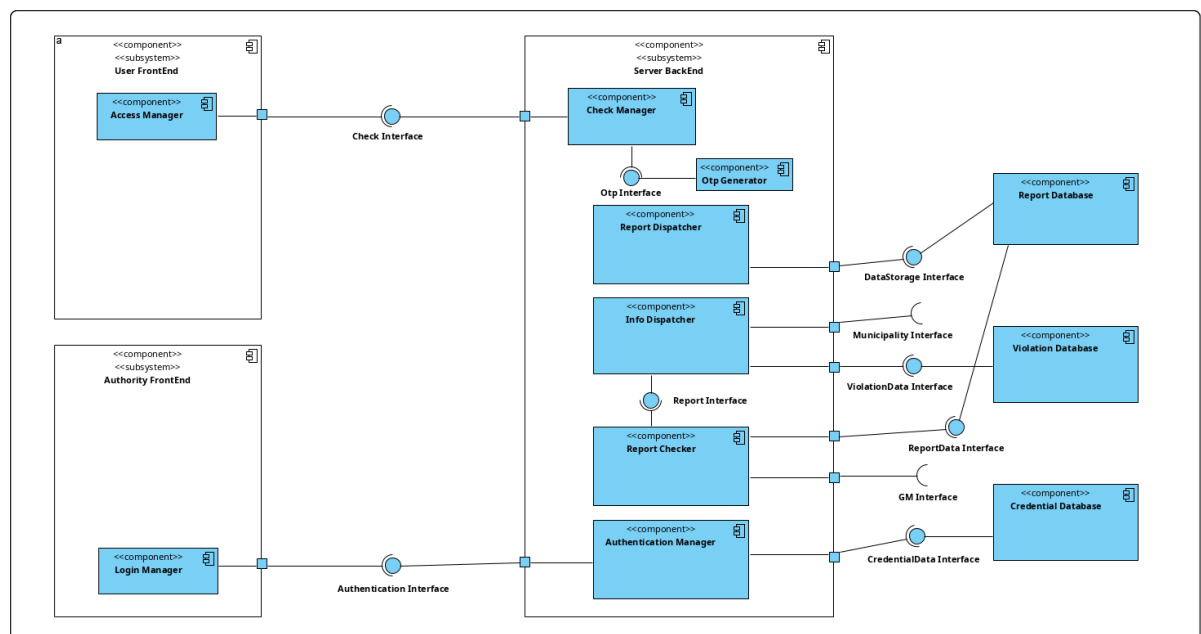 a
<<component>>
<<subsystem>>
User FrontEnd
<<component>>
Access Manager
Check Interface
<<component>>
<<subsystem>>
Server BackEnd
<<component>>
Check Manager
<<component>>
Otp Generator
Otp Interface
<<component>>
Report Dispatcher
<<component>>
Report Database
DataStorage Interface
<<component>>
Info Dispatcher
Municipality Interface
<<component>>
Violation Database
ViolationData Interface
<<component>>
<<subsystem>>
Authority FrontEnd
Report Interface
<<component>>
Report Checker
ReportData Interface
GM Interface
<<component>>
Credential Database
<<component>>
Authentication Manager
CredentialData Interface
<<component>>
Login Manager
Authentication Interface